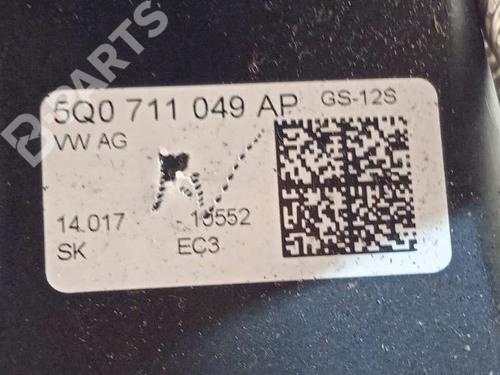 B-PARTS
5Q0 711 049 AP GS-12S
VW AG
14.017 10552
SK EC3